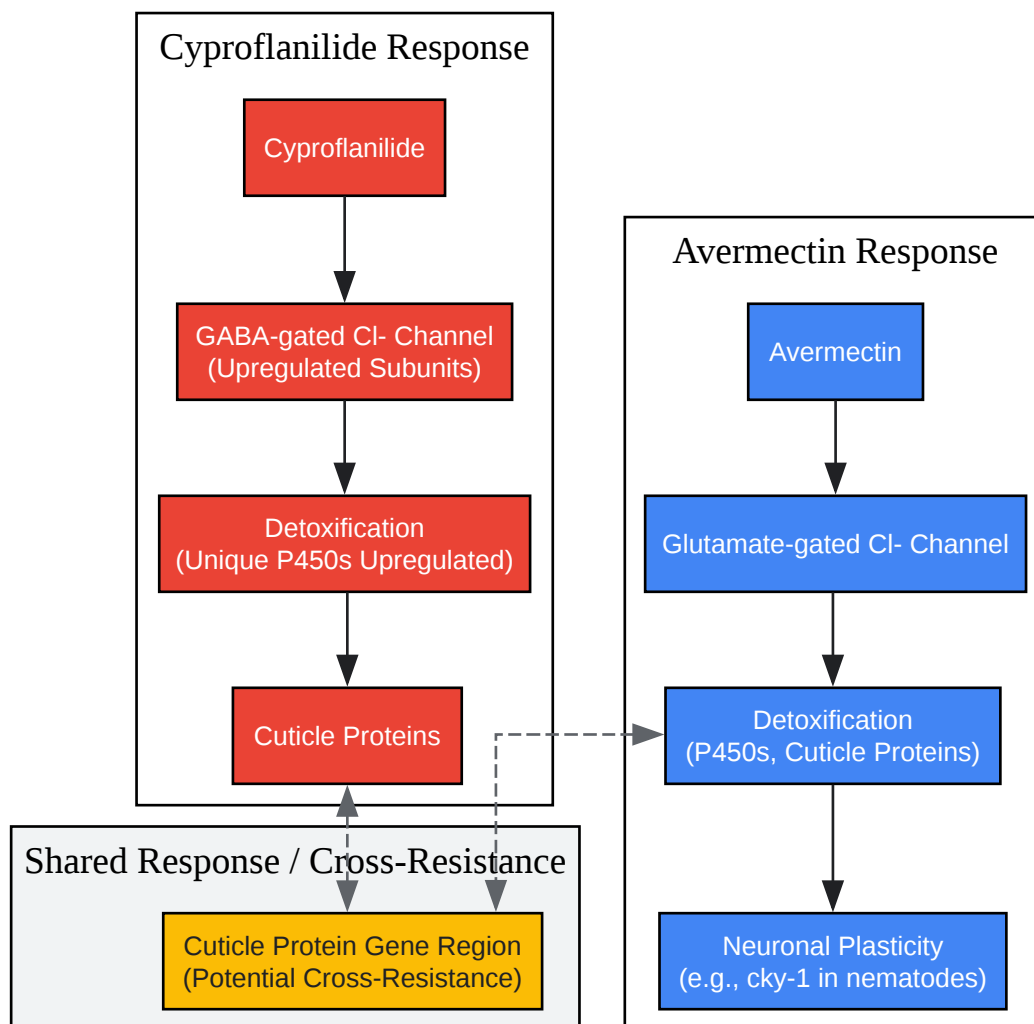 Cyproflanilide Response
Cyproflanilide
GABA-gated Cl- Channel
(Upregulated Subunits)
Detoxification
(Unique P450s Upregulated)
Cuticle Proteins
Avermectin Response
Avermectin
Glutamate-gated Cl- Channel
Detoxification
(P450s, Cuticle Proteins)
Neuronal Plasticity
(e.g., cky-1 in nematodes)
Shared Response / Cross-Resistance
Cuticle Protein Gene Region
(Potential Cross-Resistance)